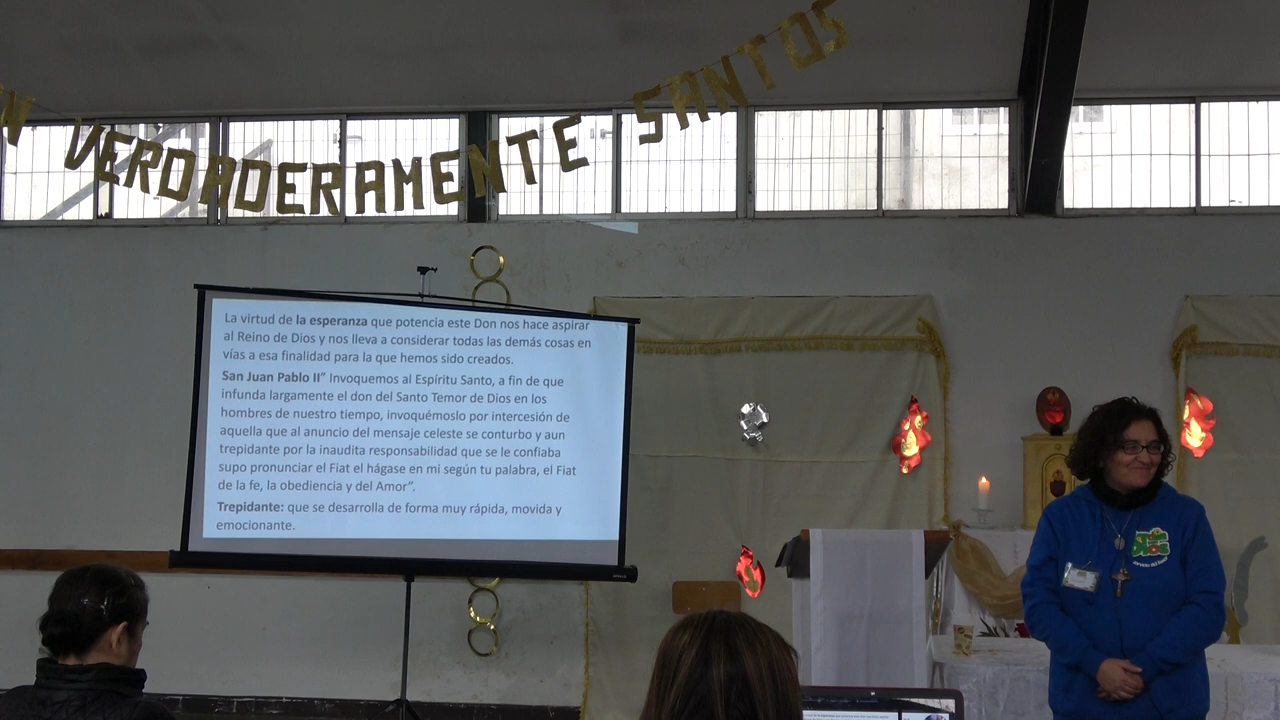 N VERDADERAMENTE SANTOS
La virtud de la esperanza que potencia este Don nos hace aspirar
al Reino de Dios y nos lleva a considerar todas las demás cosas en
vías a esa finalidad para la que hemos sido creados.
San Juan Pablo II" Invoquemos al Espíritu Santo, a fin de que
infunda largamente el don del Santo Temor de Dios en los
hombres de nuestro tiempo, invoquémoslo por intercesión de
aquella que al anuncio del mensaje celeste se conturbo y aun
trepidante por la inaudita responsabilidad que se le confiaba
supo pronunciar el Fiat el hágase en mi según tu palabra, el Fiat
de la fe, la obediencia y del Amor".
Trepidante: que se desarrolla de forma muy rápida, movida y
emocionante.
Dios